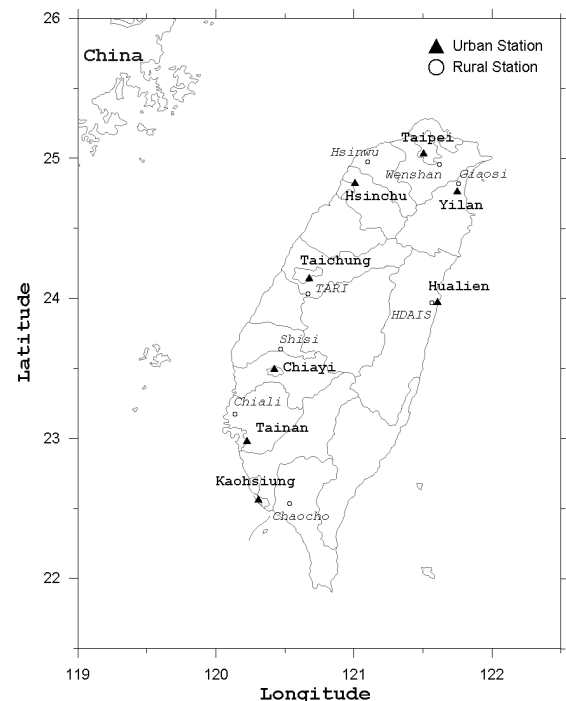 26
China
Urban Station
Rural Station
Taipei
Hsinwu
25
Wenshan
Giaosi
Hsinchu
Yilan
Taichung
TARI
Hualien
24
HDAIS
Shisi
Chiayi
Chiali
Tainan
23
Kaohsiung
Chaocho
22
Latitude
119
120
121
122
Longitude